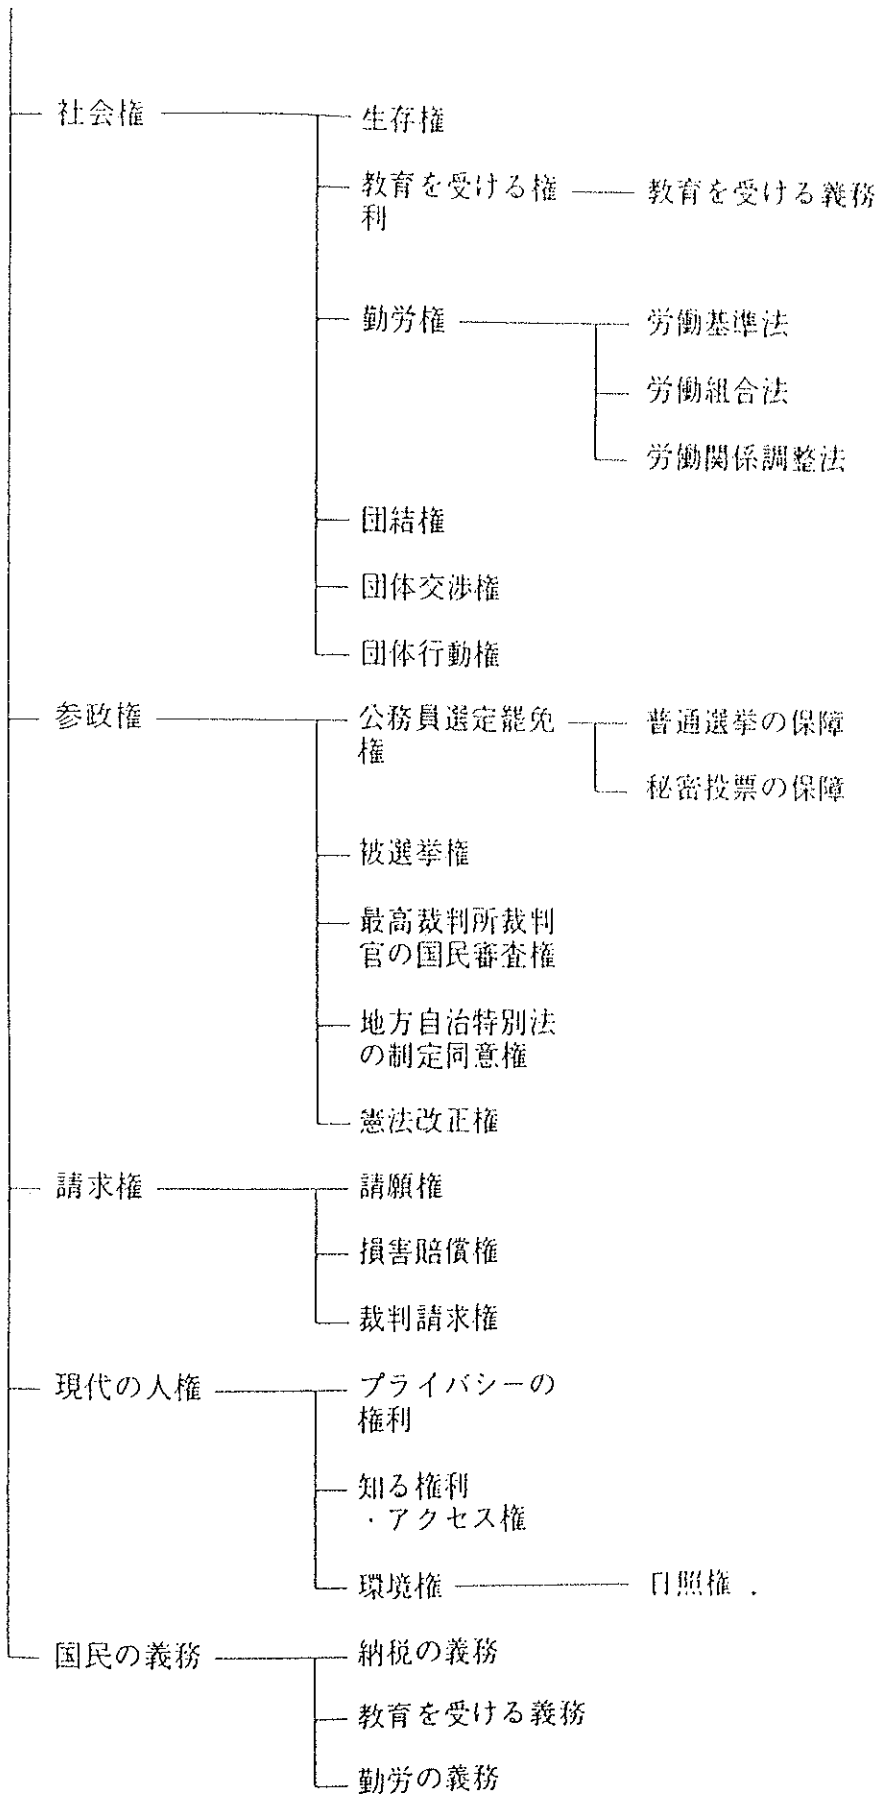 社会権
生存権
教育を受ける権
利
教育を受ける義務
勤労権
労働基準法
労働組合法
労働関係調整法
団結権
団体交渉権
団体行動権
参政権
公務員選定罷免
権
普通選挙の保障
秘密投票の保障
被選挙権
最高裁判所裁判
官の国民審査権
地方自治特別法
の制定同意権
憲法改正権
請求権
請願権
損害賠償権
裁判請求権
現代の人権
プライバシーの
権利
知る権利
・アクセス権
環境権
日照権
国民の義務
納税の義務
教育を受ける義務
勤労の義務